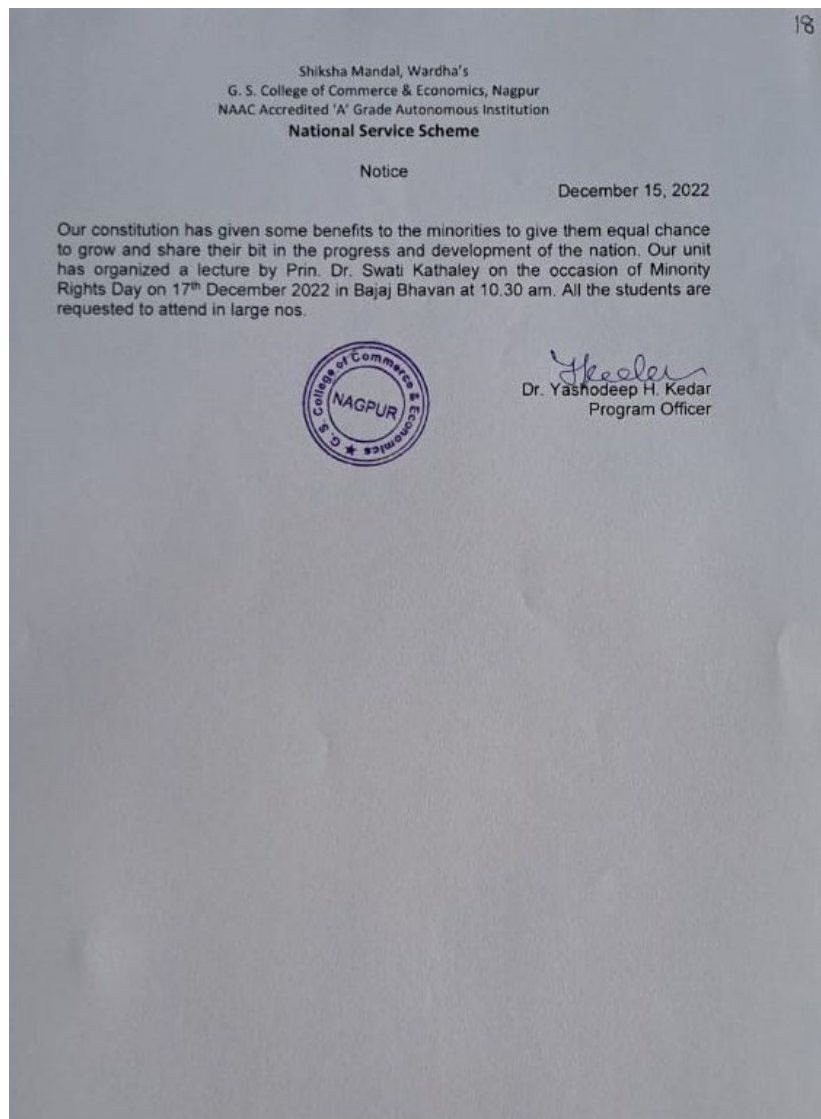 18
Shiksha Mandal, Wardha's
G. S. College of Commerce & Economics, Nagpur
NAAC Accredited 'A' Grade Autonomous Institution
National Service Scheme
Notice
December 15, 2022
Our constitution has given some benefits to the minorities to give them equal chance
to grow and share their bit in the progress and development of the nation. Our unit
has organized a lecture by Prin. Dr. Swati Kathaley on the occasion of Minority
Rights Day on 17th December 2022 in Bajaj Bhavan at 10.30 am. All the students are
requested to attend in large nos.
G. S. College of Commerce & Economics
NAGPUR
Dr. Yashodeep H. Kedar
Program Officer